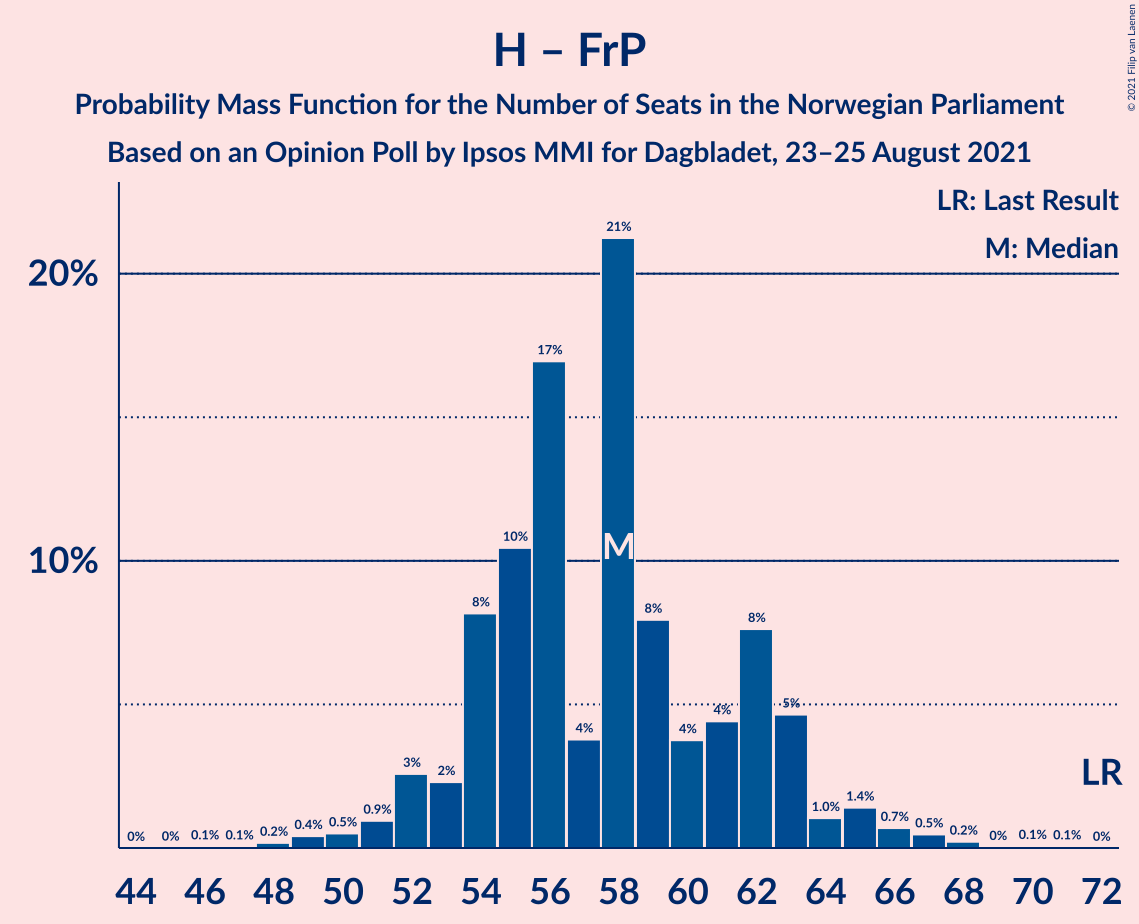 H – FrP
Probability Mass Function for the Number of Seats in the Norwegian Parliament
Based on an Opinion Poll by Ipsos MMI for Dagbladet, 23–25 August 2021
© 2021 Filip van Laenen
LR: Last Result
M: Median
20%
10%
0% 0% 0.1% 0.1% 0.2% 0.4% 0.5% 0.9% 3% 2% 8% 10% 17% 4% 21% 8% 4% 4% 8% 5% 1.0% 1.4% 0.7% 0.5% 0.2% 0% 0.1% 0.1% 0%
M
LR
44 46 48 50 52 54 56 58 60 62 64 66 68 70 72